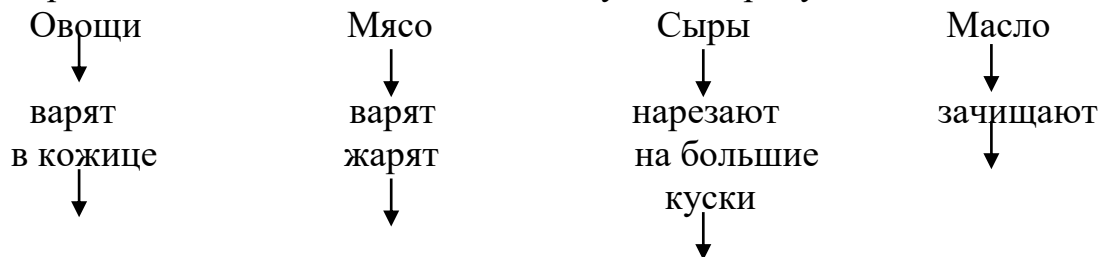 Овощи Мясо Сыры Масло
варят варят нарезают зачищают
в кожице жарят на большие
куски